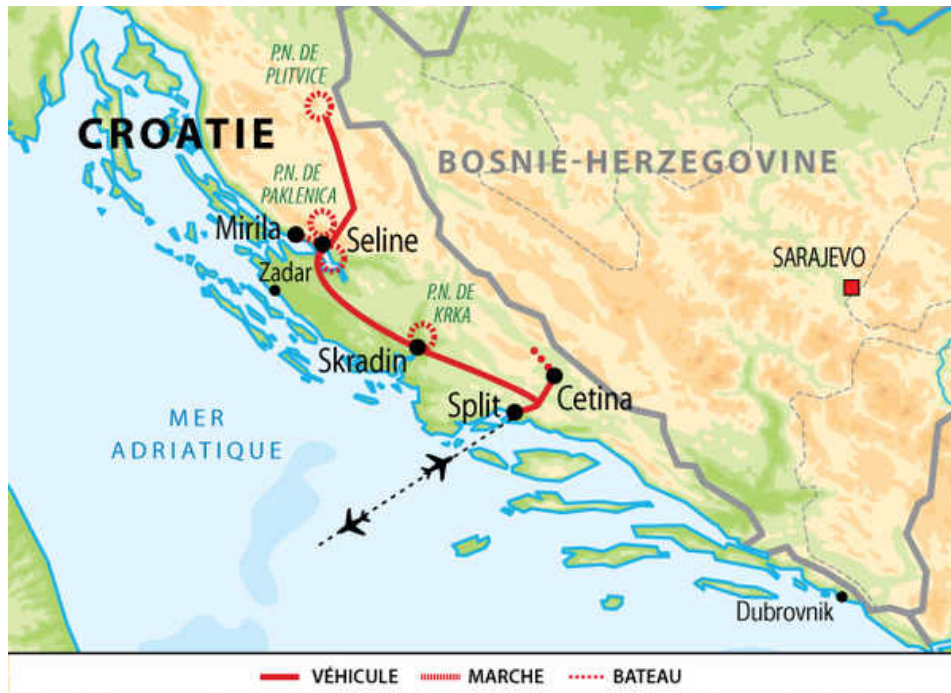 P.N. DE
PLITVICE
CROATIE
BOSNIE-HERZEGOVINE
P.N. DE
PAKLENICA
Mirila
Seline
Zadar
SARAJEVO
P.N. DE
KRKA
Skradin
Cetina
Split
MER
ADRIATIQUE
Dubrovnik
VÉHICULE MARCHE BATEAU